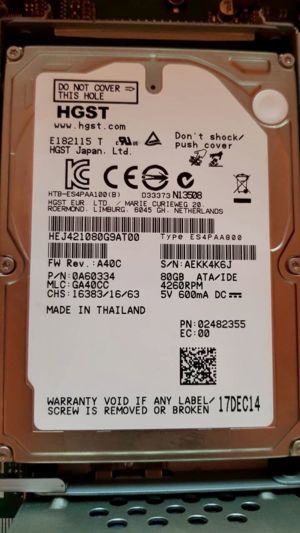 DO NOT COVER
THIS HOLE
HGST
www.hgst.com
E182115 T
HGST Japan, Ltd.
Don't shock/
push cover
HTB-ES4PAA100(B) D33373 N13508
HGST EUR LTD / MARIE CURIEWEG 20.
ROERMOND. LIMBURG. 6045 GH. NETHERLANDS
HEJ421080G9AT00 Type ES4PAA800
FW Rev.:A40C S/N:AEKK4K6J
P/N:0A60334 80GB ATA/IDE
MLC:GA40CC 4260RPM
CHS:16383/16/63 5V 600mA DC
MADE IN THAILAND
PN:02482355
EC:00
WARRANTY VOID IF ANY LABEL/
SCREW IS REMOVED OR BROKEN 17DEC14